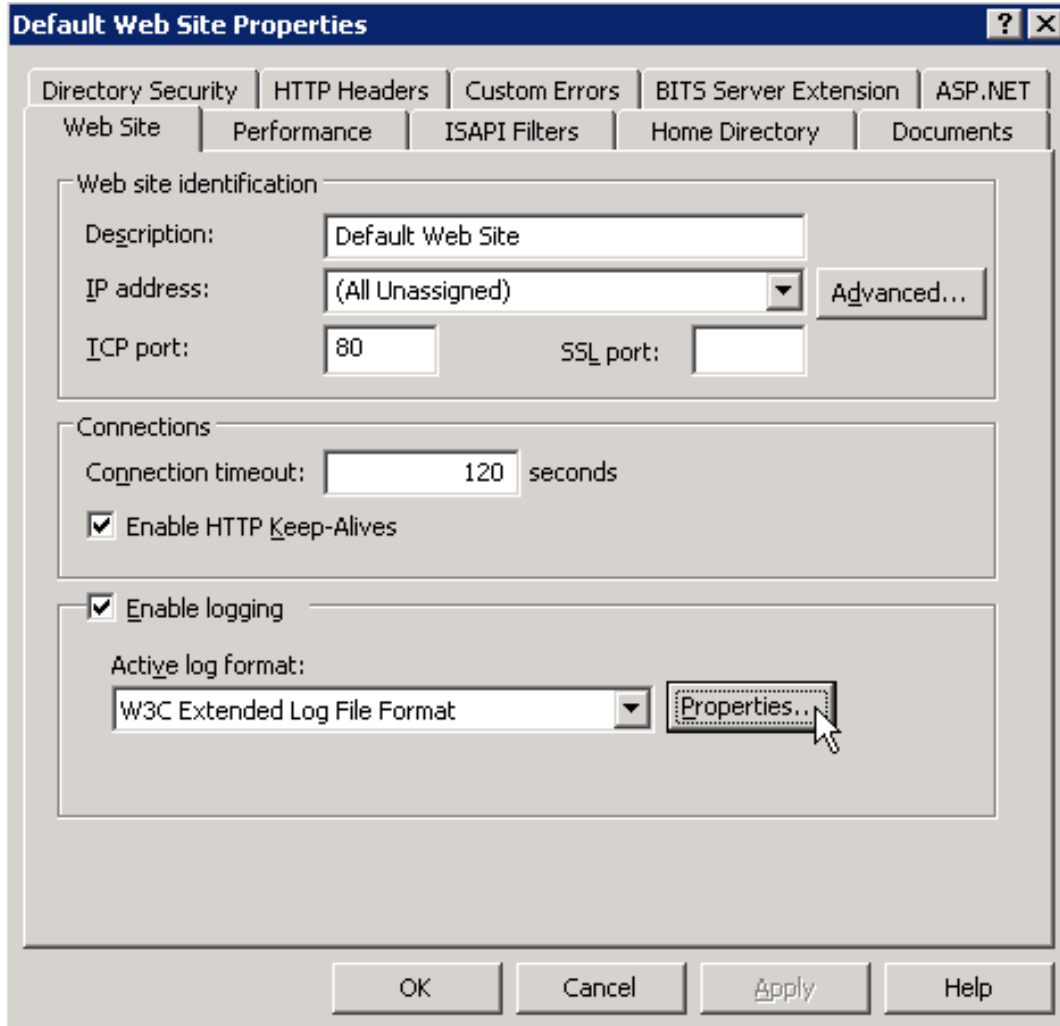 Default Web Site Properties
Directory Security HTTP Headers Custom Errors BITS Server Extension ASP.NET
Web Site Performance ISAPI Filters Home Directory Documents
Web site identification
Description: Default Web Site
IP address: (All Unassigned) Advanced...
TCP port: 80 SSL port:
Connections
Connection timeout: 120 seconds
Enable HTTP Keep-Alives
Enable logging
Active log format:
W3C Extended Log File Format Properties...
OK Cancel Apply Help